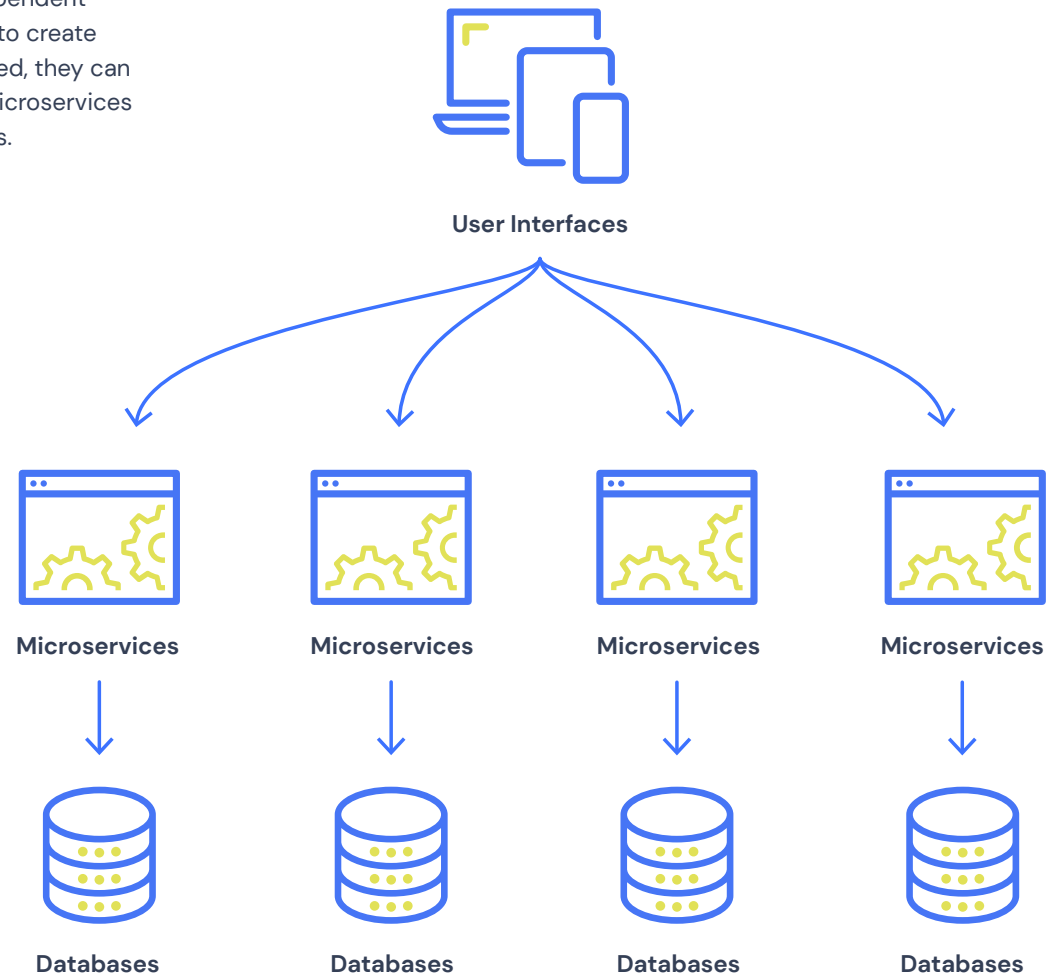 to create
ed, they can
icroservices
s.
User Interfaces
Microservices Microservices Microservices Microservices
Databases Databases Databases Databases